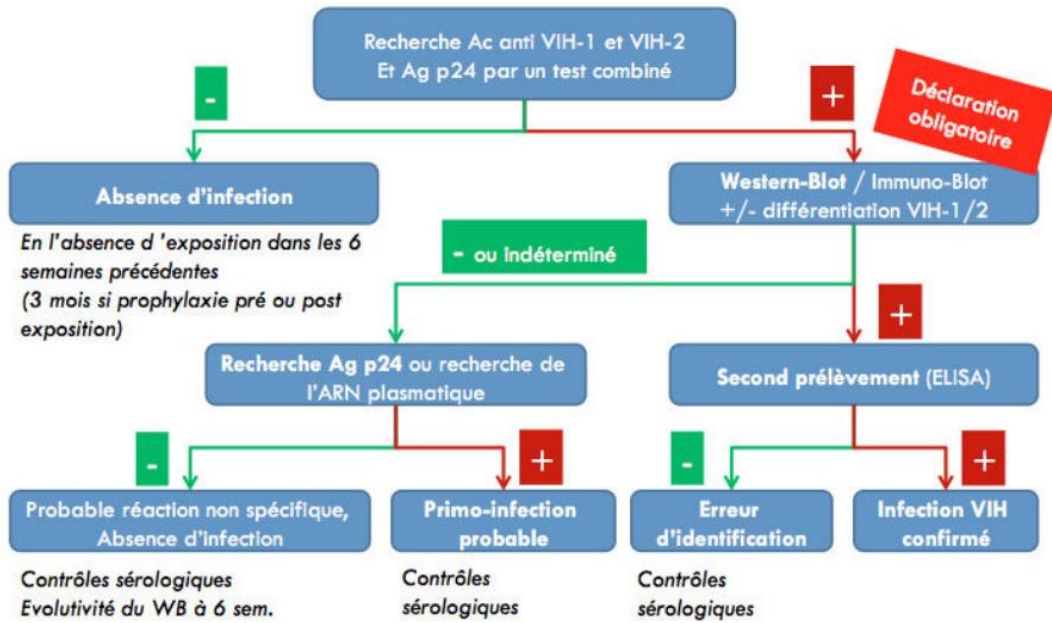 Recherche Ac anti VIH-1 et VIH-2
Et Ag p24 par un test combiné
-
+
Déclaration
obligatoire
Absence d'infection
Western-Blot / Immuno-Blot
+/- différentiation VIH-1/2
En l'absence d 'exposition dans les 6
semaines précédentes
(3 mois si prophylaxie pré ou post
exposition)
- ou indéterminé
+
Recherche Ag p24 ou recherche de
l'ARN plasmatique
Second prélèvement (ELISA)
-
+
-
+
Probable réaction non spécifique,
Absence d'infection
Primo-infection
probable
Erreur
d'identification
Infection VIH
confirmé
Contrôles sérologiques
Evolutivité du WB à 6 sem.
Contrôles
sérologiques
Contrôles
sérologiques